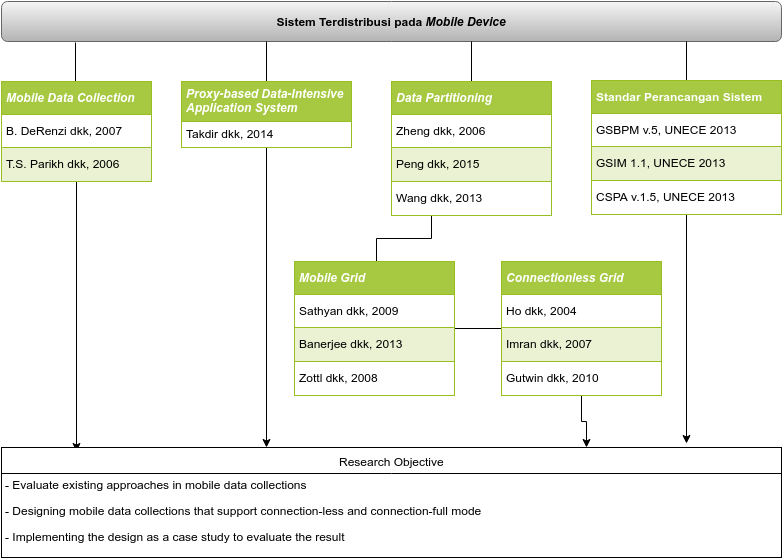 Sistem Terdistribusi pada Mobile Device
Mobile Data Collection
B. DeRenzi dkk, 2007
T.S. Parikh dkk, 2006
Proxy-based Data-Intensive
Application System
Takdir dkk, 2014
Data Partitioning
Zheng dkk, 2006
Peng dkk, 2015
Wang dkk, 2013
Standar Perancangan Sistem
GSBPM v.5, UNECE 2013
GSIM 1.1, UNECE 2013
CSPA v.1.5, UNECE 2013
Mobile Grid
Sathyan dkk, 2009
Banerjee dkk, 2013
Zottl dkk, 2008
Connectionless Grid
Ho dkk, 2004
Imran dkk, 2007
Gutwin dkk, 2010
Research Objective
- Evaluate existing approaches in mobile data collections
- Designing mobile data collections that support connection-less and connection-full mode
- Implementing the design as a case study to evaluate the result